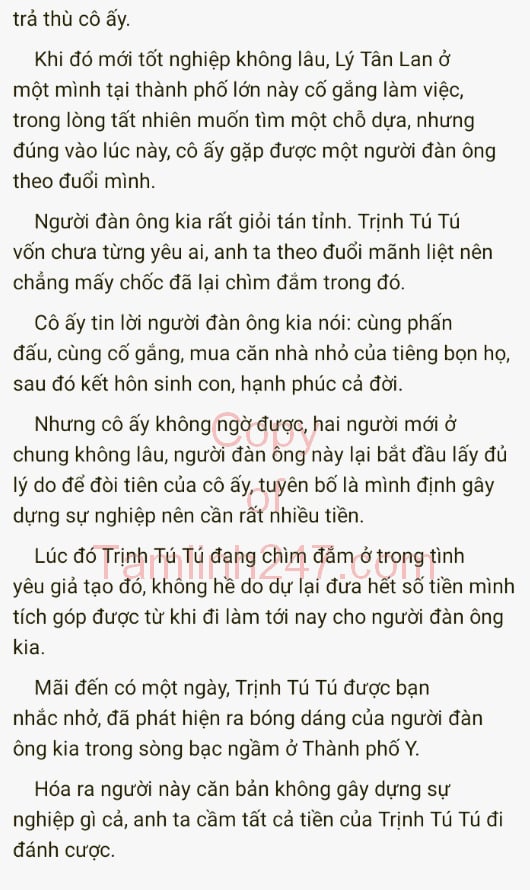 trả thù cô ấy.
Khi đó mới tốt nghiệp không lâu, Lý Tân Lan ở
một mình tại thành phố lớn này cố gắng làm việc,
trong lòng tất nhiên muốn tìm một chỗ dựa, nhưng
đúng vào lúc này, cô ấy gặp được một người đàn ông
theo đuổi mình.
Người đàn ông kia rất giỏi tán tỉnh. Trịnh Tú Tú
vốn chưa từng yêu ai, anh ta theo đuổi mãnh liệt nên
chẳng mấy chốc đã lại chìm đắm trong đó.
Cô ấy tin lời người đàn ông kia nói: cùng phấn
đấu, cùng cố gắng, mua căn nhà nhỏ của tiêng bọn họ,
sau đó kết hôn sinh con, hạnh phúc cả đời.
Nhưng cô ấy không ngờ được, hai người mới ở
chung không lâu, người đàn ông này lại bắt đầu lấy đủ
lý do để đòi tiên của cô ấy, tuyên bố là mình định gây
dựng sự nghiệp nên cần rất nhiều tiền.
Lúc đó Trịnh Tú Tú đang chìm đắm ở trong tình
yêu giả tạo đó, không hề do dự lại đưa hết số tiền mình
tích góp được từ khi đi làm tới nay cho người đàn ông
kia.
Mãi đến có một ngày, Trịnh Tú Tú được bạn
nhắc nhở, đã phát hiện ra bóng dáng của người đàn
ông kia trong sòng bạc ngầm ở Thành phố Y.
Hóa ra người này căn bản không gây dựng sự
nghiệp gì cả, anh ta cầm tất cả tiền của Trịnh Tú Tú đi
đánh cược.
Copy
of
Tamlinh247.com